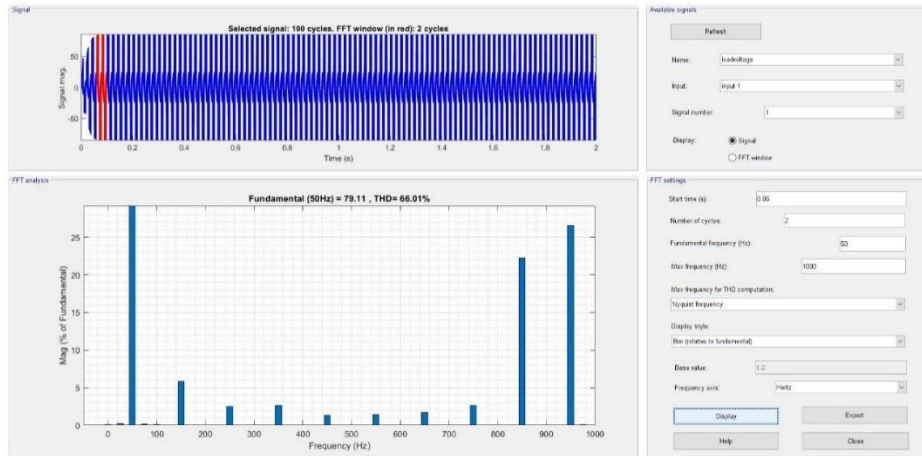 Signal
Selected signal: 100 cycles. FFT window (in red): 2 cycles
50
0
-50
Signal mag.
0 0.2 0.4 0.6 0.8 1 1.2 1.4 1.6 1.8 2
Time (s)
FFT analysis
Fundamental (50Hz) = 79.11 , THD= 66.01%
25
20
15
10
5
0
Mag (% of Fundamental)
0 100 200 300 400 500 600 700 800 900 1000
Frequency (Hz)
Available signals
Refresh
Name: loadvoltage
Input: input 1
Signal number: 1
Display: Signal
FFT window
FFT settings
Start time (s): 0.06
Number of cycles: 2
Fundamental frequency (Hz): 50
Max frequency (Hz): 1000
Max frequency for THD computation:
Nyquist frequency
Display style:
Bar (relative to fundamental)
Base value: 1.0
Frequency axis: Hertz
Display Export
Help Close